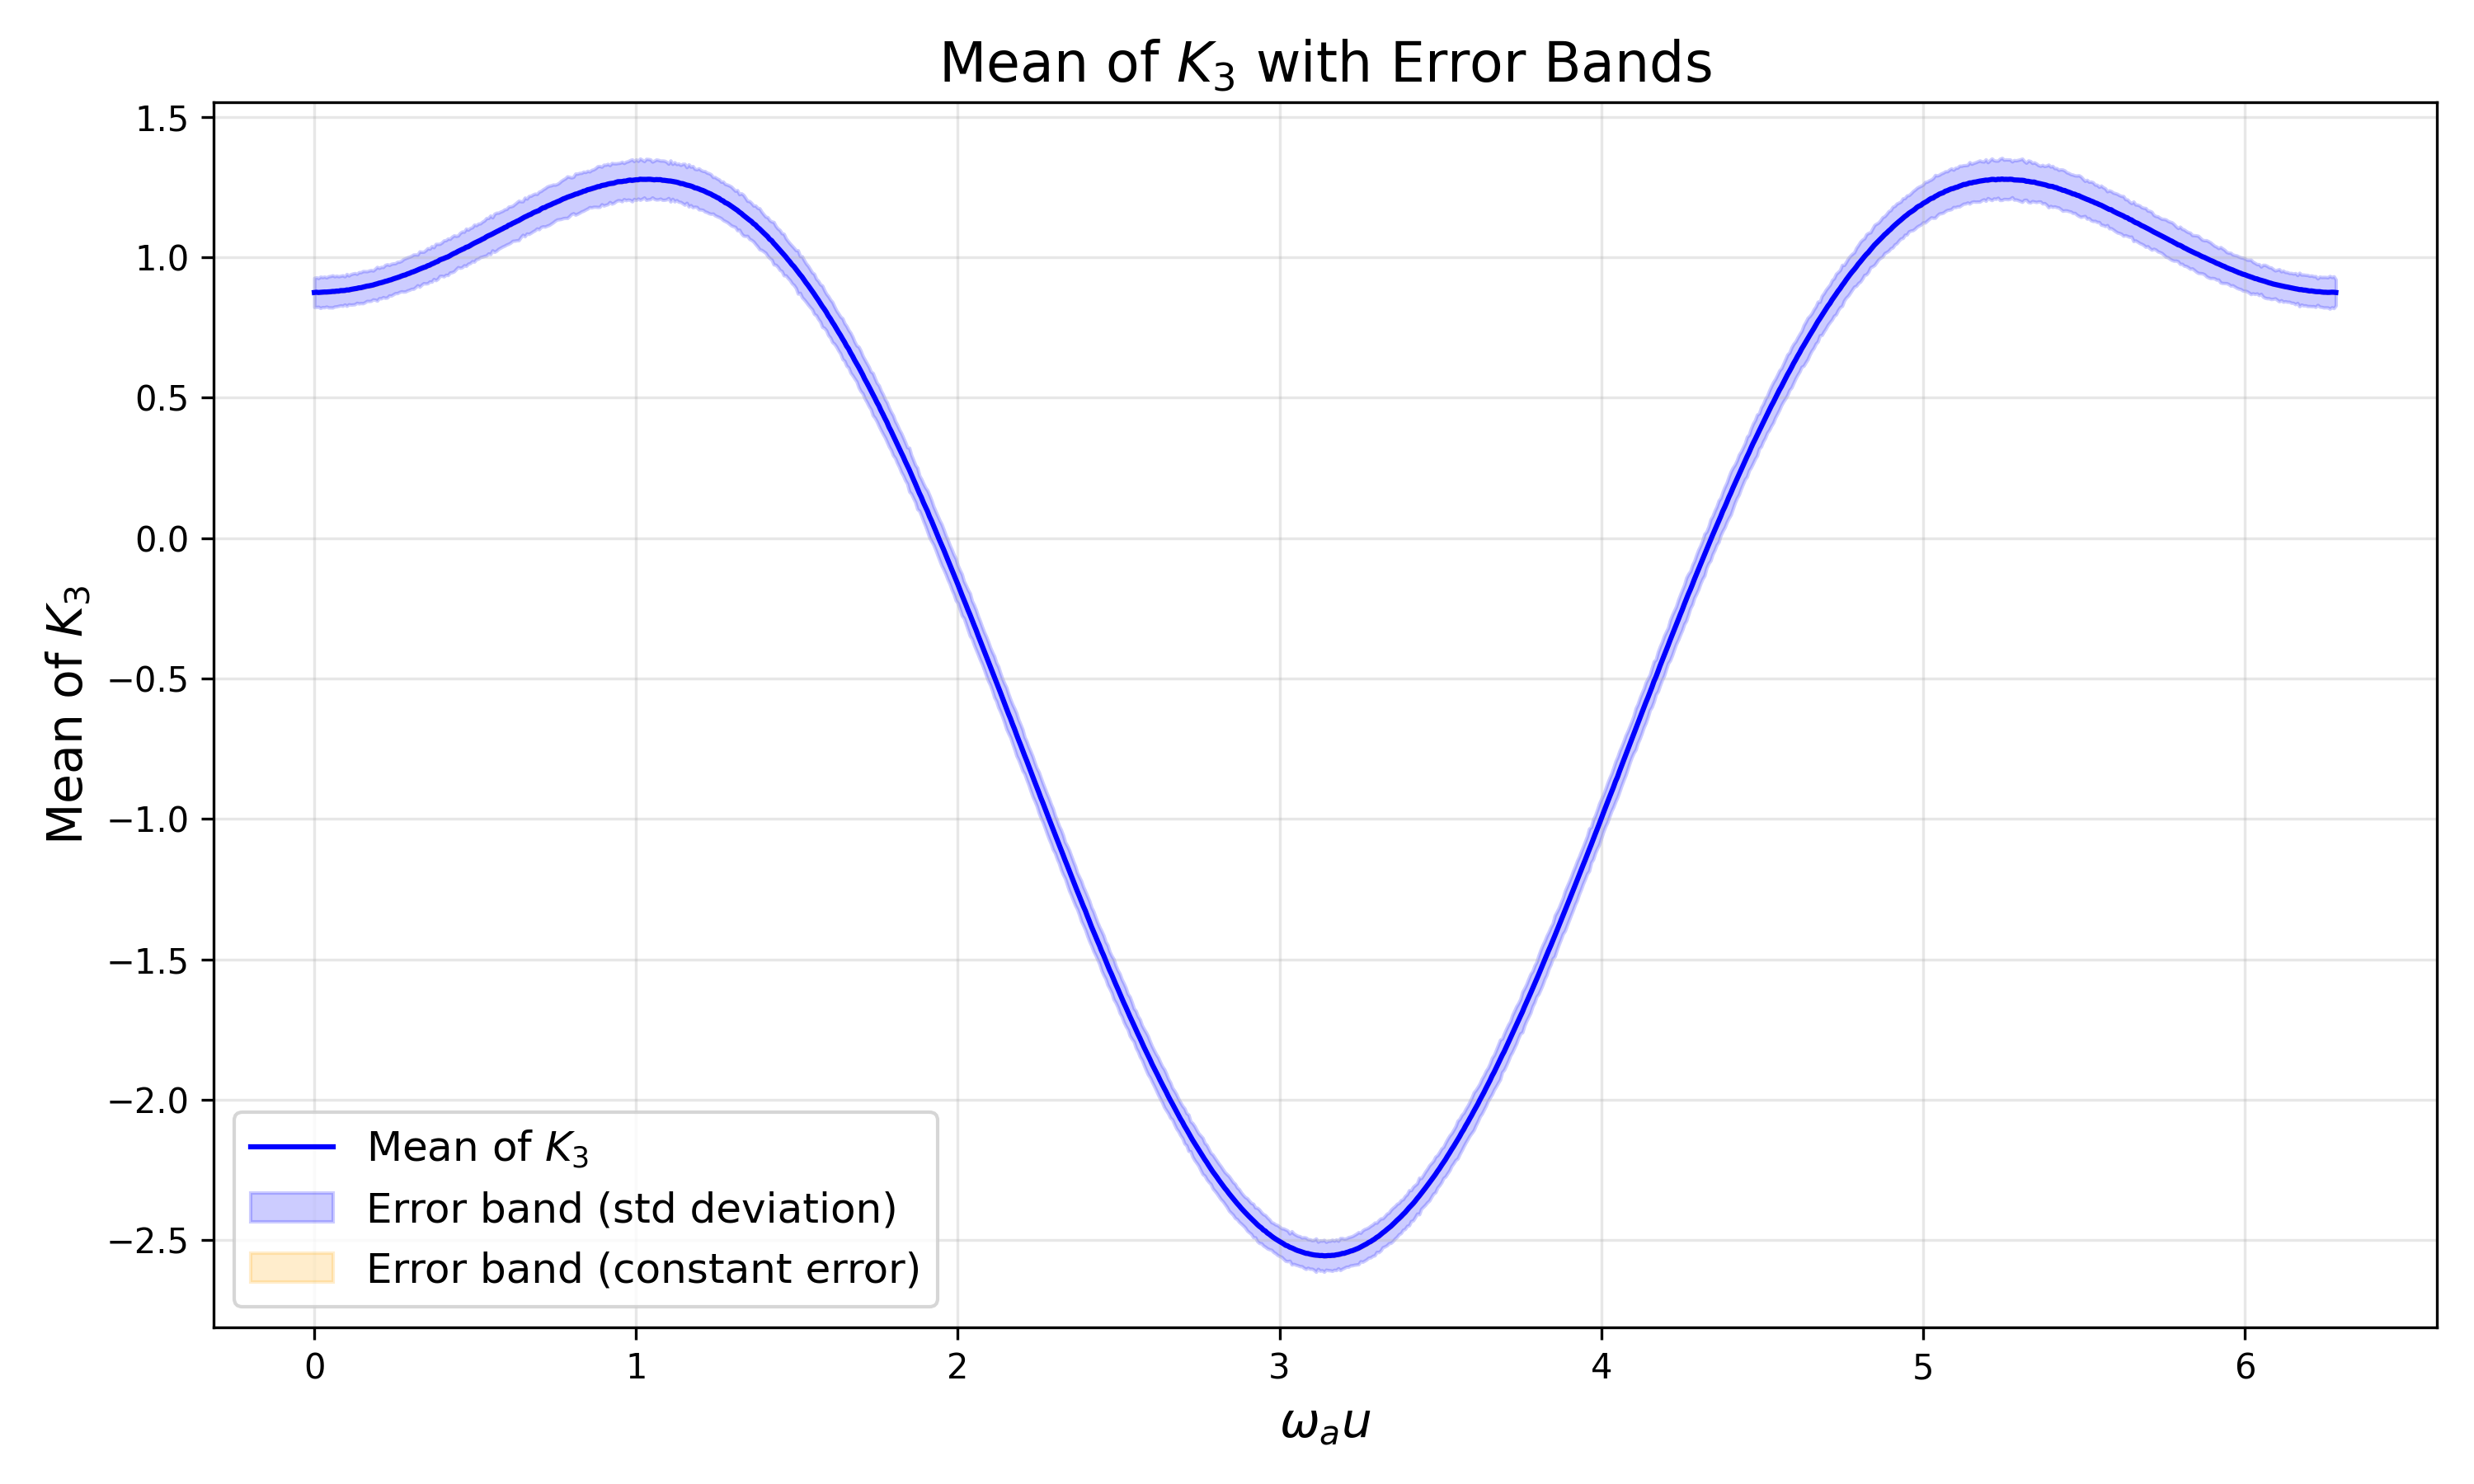 Mean of K₃ with Error Bands
Mean of K₃
1.5
1.0
0.5
0.0
−0.5
−1.0
−1.5
−2.0
−2.5
Mean of K₃
Error band (std deviation)
Error band (constant error)
0 1 2 3 4 5 6
ωₐu